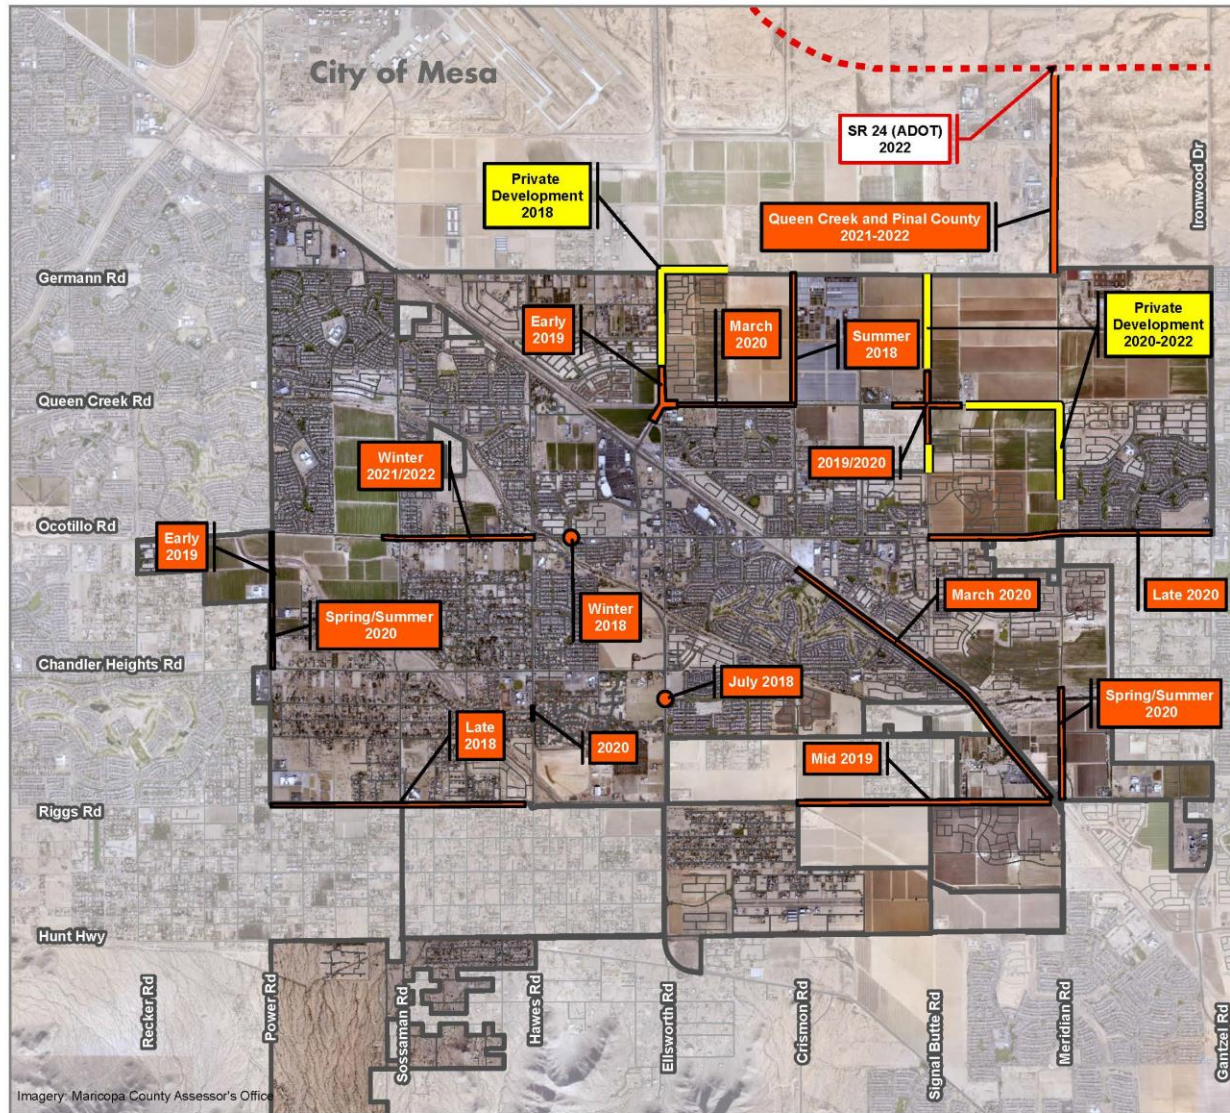 City of Mesa
SR 24 (ADOT)
2022
Ironwood Dr
Private
Development
2018
Queen Creek and Pinal County
2021-2022
Germann Rd
Early
2019
March
2020
Summer
2018
Private
Development
2020-2022
Queen Creek Rd
Winter
2021/2022
2019/2020
Ocotillo Rd
Early
2019
Spring/Summer
2020
Winter
2018
March 2020
Late 2020
Chandler Heights Rd
July 2018
Spring/Summer
2020
Late
2018
2020
Mid 2019
Riggs Rd
Hunt Hwy
Recker Rd
Power Rd
Sossaman Rd
Hawes Rd
Ellsworth Rd
Crismon Rd
Signal Butte Rd
Meridian Rd
Gantzel Rd
Imagery: Maricopa County Assessor's Office